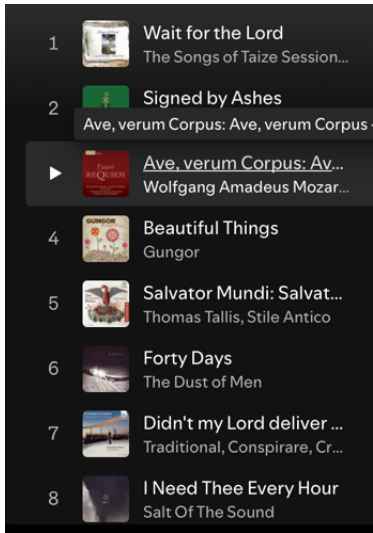 1
Wait for the Lord
The Songs of Taize Session...
2
Signed by Ashes
Ave, verum Corpus: Ave, verum Corpus
Fauré
REQUIEM
Ave, verum Corpus: Av...
Wolfgang Amadeus Mozar...
GUNGOR
4
Beautiful Things
Gungor
5
Salvator Mundi: Salvat...
Thomas Tallis, Stile Antico
6
Forty Days
The Dust of Men
7
Didn't my Lord deliver ...
Traditional, Conspirare, Cr...
8
I Need Thee Every Hour
Salt Of The Sound